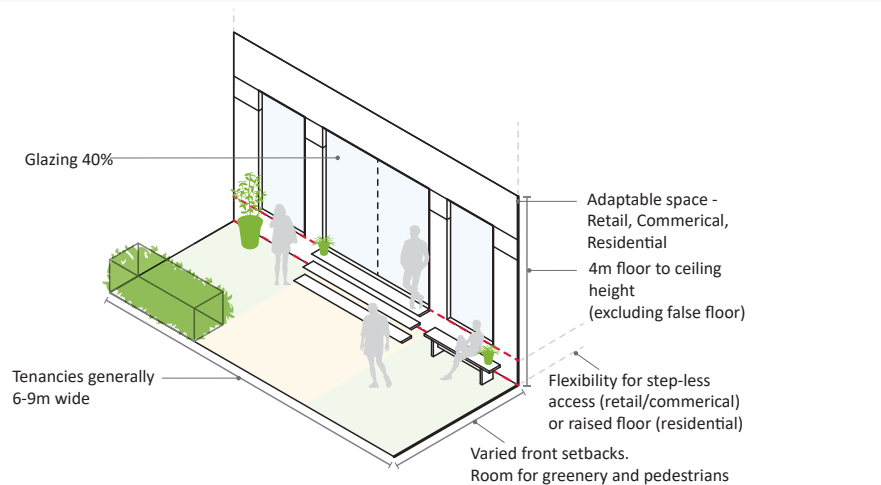 Glazing 40%
Adaptable space -
Retail, Commerical,
Residential
4m floor to ceiling
height
(excluding false floor)
Tenancies generally
6-9m wide
Flexibility for step-less
access (retail/commerical)
or raised floor (residential)
Varied front setbacks.
Room for greenery and pedestrians